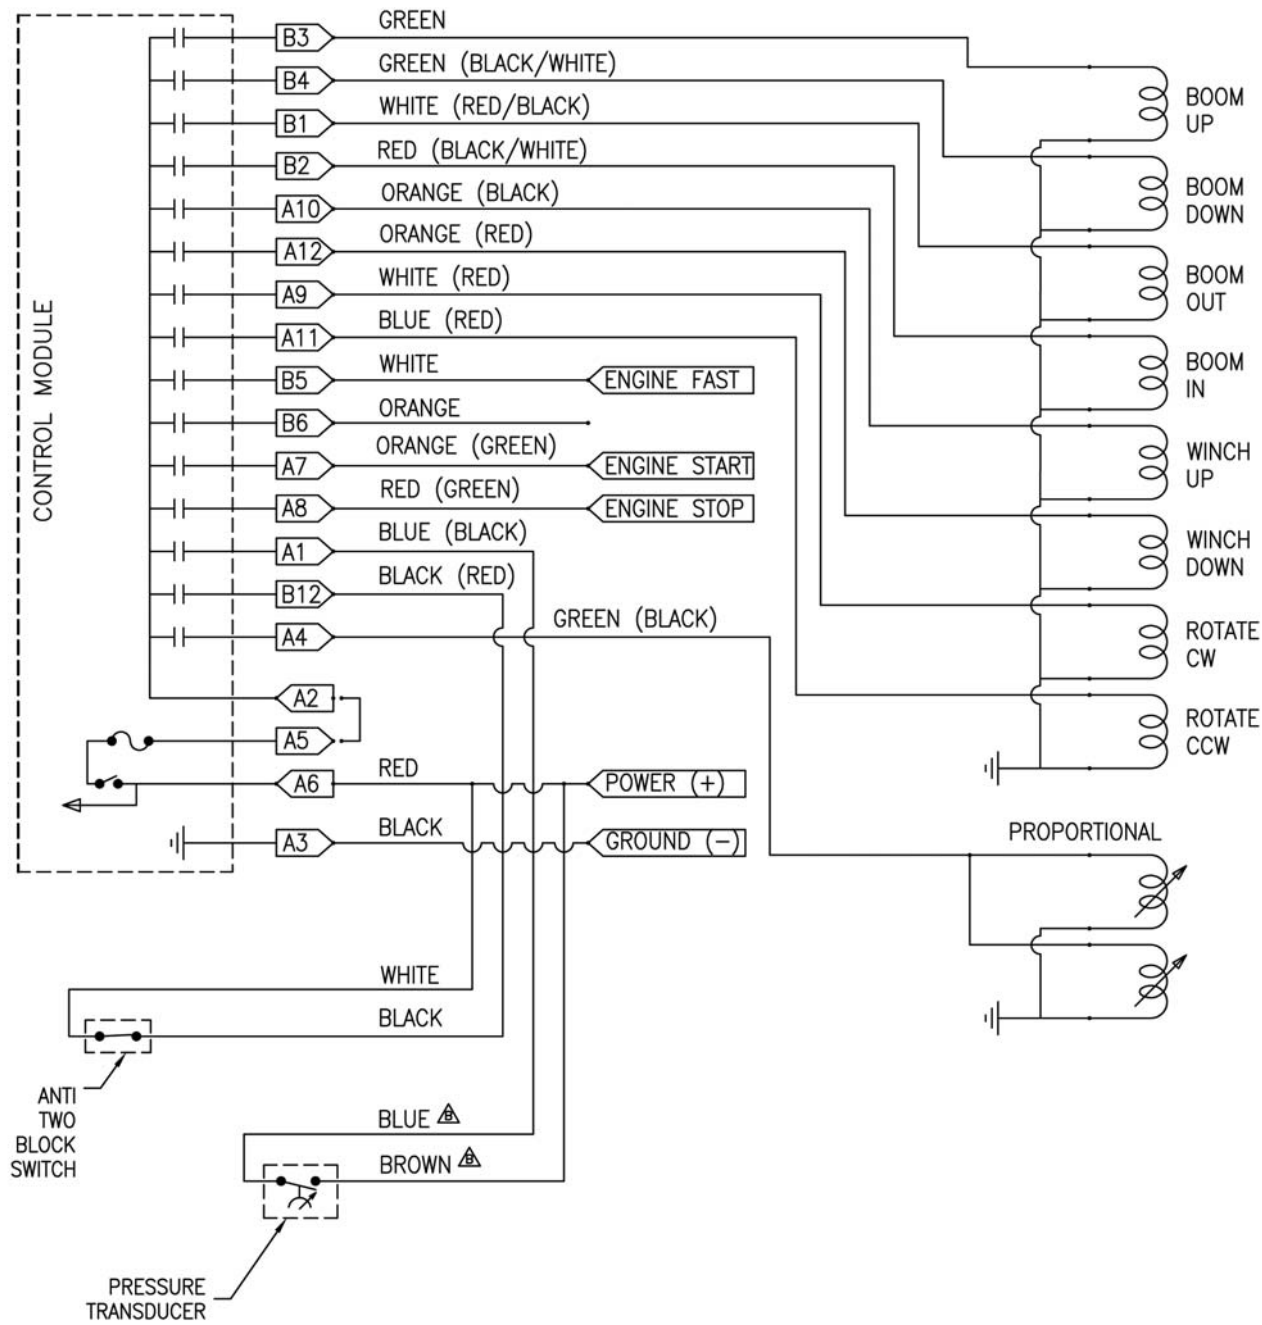 CONTROL MODULE
B3
GREEN
B4
GREEN (BLACK/WHITE)
B1
WHITE (RED/BLACK)
B2
RED (BLACK/WHITE)
A10
ORANGE (BLACK)
A12
ORANGE (RED)
A9
WHITE (RED)
A11
BLUE (RED)
B5
WHITE
ENGINE FAST
B6
ORANGE
A7
ORANGE (GREEN)
ENGINE START
A8
RED (GREEN)
ENGINE STOP
A1
BLUE (BLACK)
B12
BLACK (RED)
A4
GREEN (BLACK)
A2
A5
A6
RED
POWER (+)
A3
BLACK
GROUND (-)
BOOM
UP
BOOM
DOWN
BOOM
OUT
BOOM
IN
WINCH
UP
WINCH
DOWN
ROTATE
CW
ROTATE
CCW
PROPORTIONAL
WHITE
BLACK
ANTI
TWO
BLOCK
SWITCH
BLUE B
BROWN B
PRESSURE
TRANSDUCER